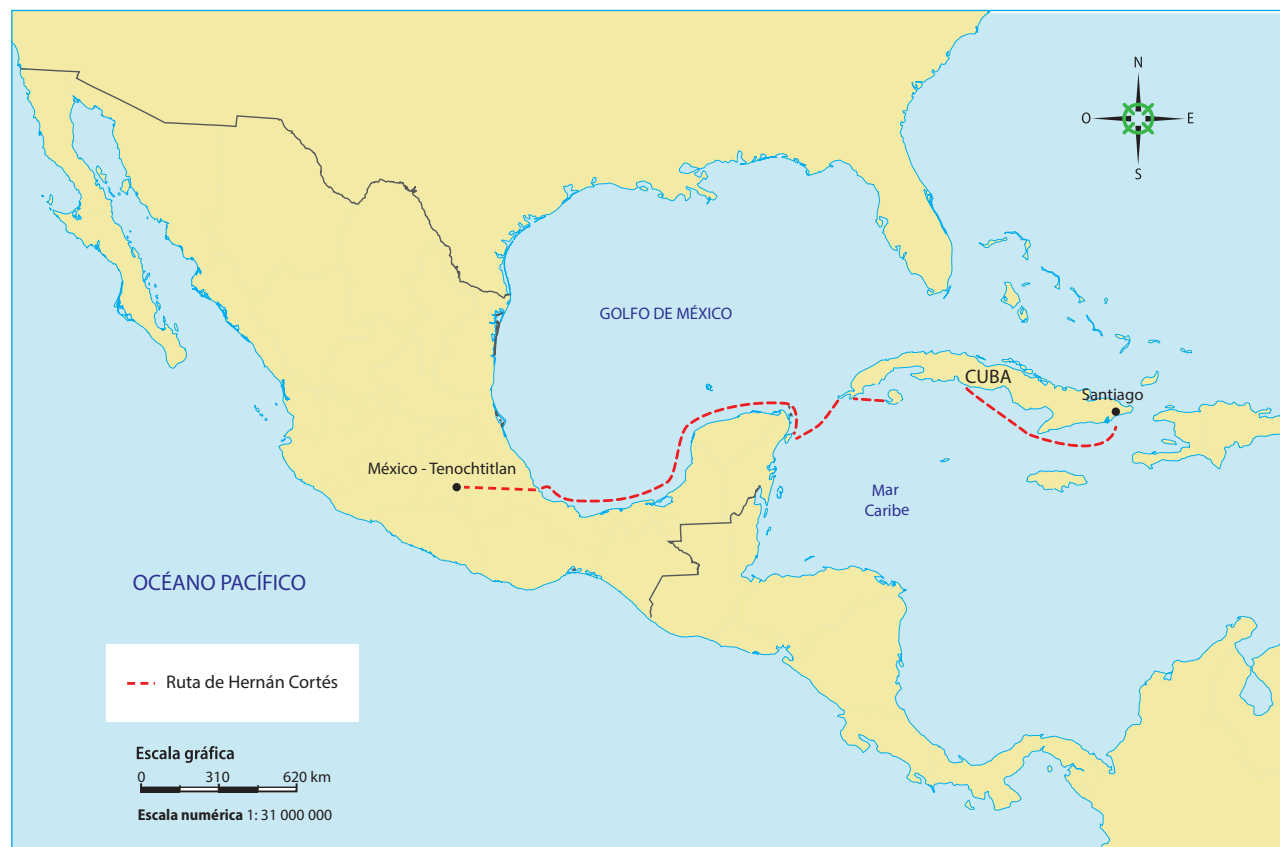 N
O
E
S
GOLFO DE MÉXICO
CUBA
Santiago
México - Tenochtitlan
Mar
Caribe
OCÉANO PACÍFICO
Ruta de Hernán Cortés
Escala gráfica
0 310 620 km
Escala numérica 1: 31 000 000